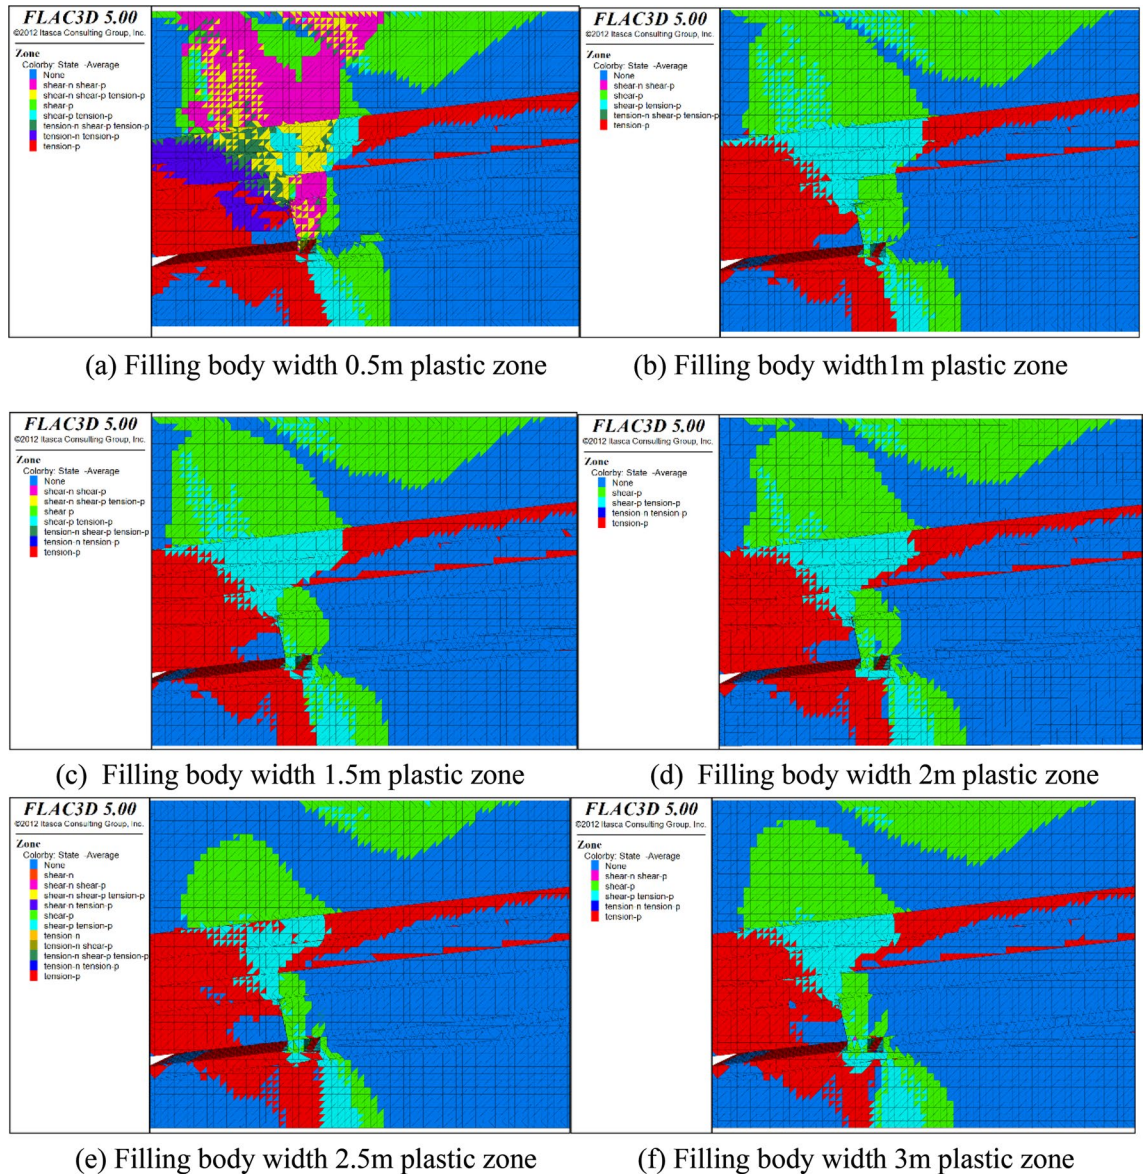 FLAC3D 5.00
©2012 Itasca Consulting Group, Inc.
Zone
Colorby: State -Average
None
shear-n shear-p
shear-n shear-p tension-p
shear-p
shear-p tension-p
tension-n shear-p tension-p
tension-n tension-p
tension-p
(a) Filling body width 0.5m plastic zone
FLAC3D 5.00
©2012 Itasca Consulting Group, Inc.
Zone
Colorby: State -Average
None
shear-n shear-p
shear-p
shear-p tension-p
tension-n shear-p tension-p
tension-p
(b) Filling body width1m plastic zone
FLAC3D 5.00
©2012 Itasca Consulting Group, Inc.
Zone
Colorby: State -Average
None
shear-n shear-p
shear-n shear-p tension-p
shear-p
shear-p tension-p
tension-n shear-p tension-p
tension-n tension-p
tension-p
(c) Filling body width 1.5m plastic zone
FLAC3D 5.00
©2012 Itasca Consulting Group, Inc.
Zone
Colorby: State -Average
None
shear-p
shear-p tension-p
tension-n tension-p
tension-p
(d) Filling body width 2m plastic zone
FLAC3D 5.00
©2012 Itasca Consulting Group, Inc.
Zone
Colorby: State -Average
None
shear-n
shear-n shear-p
shear-n shear-p tension-p
shear-n tension-p
shear-p
shear-p tension-p
tension-n
tension-n shear-p
tension-n shear-p tension-p
tension-n tension-p
tension-p
(e) Filling body width 2.5m plastic zone
FLAC3D 5.00
©2012 Itasca Consulting Group, Inc.
Zone
Colorby: State -Average
None
shear-n shear-p
shear-p
shear-p tension-p
tension-n tension-p
tension-p
(f) Filling body width 3m plastic zone